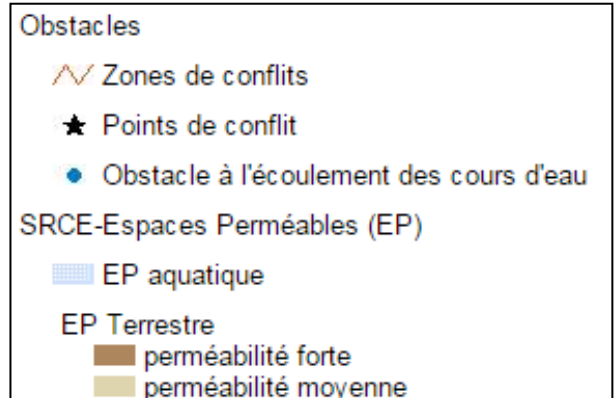 Obstacles
Zones de conflits
Points de conflit
Obstacle à l'écoulement des cours d'eau
SRCE-Espaces Perméables (EP)
EP aquatique
EP Terrestre
perméabilité forte
perméabilité moyenne